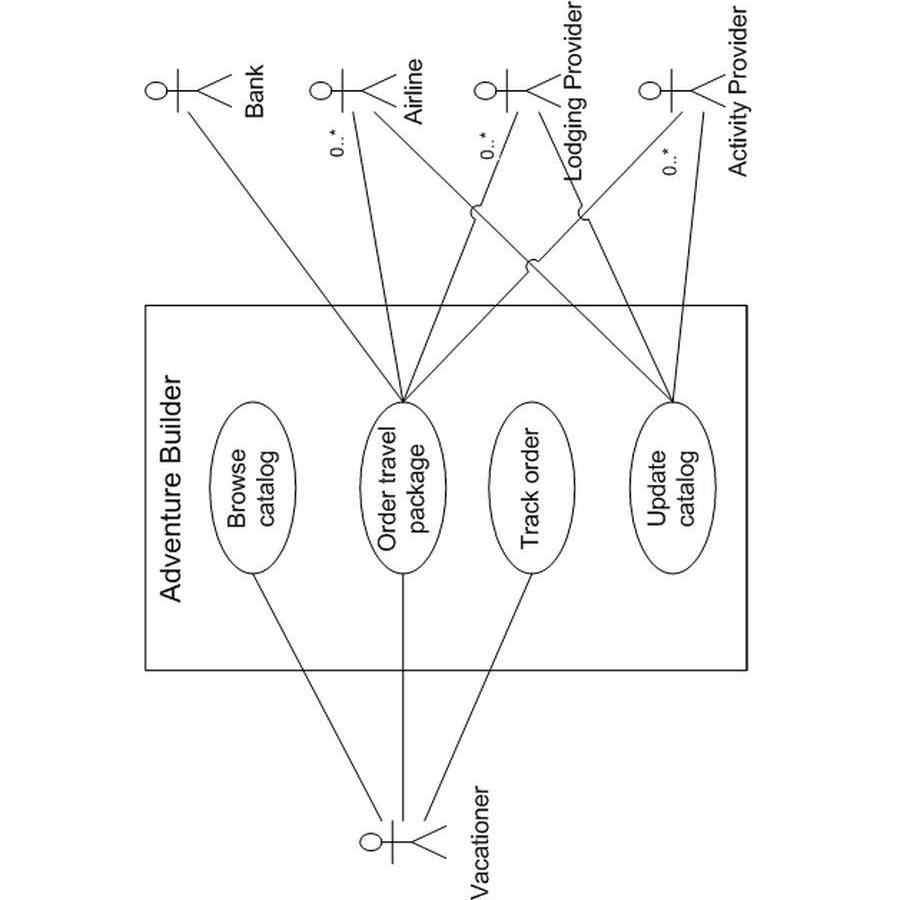 Adventure Builder
Bank
Browse
catalog
Airline
0..*
Vacationer
Order travel
package
Lodging Provider
0..*
Track order
Activity Provider
0..*
Update
catalog